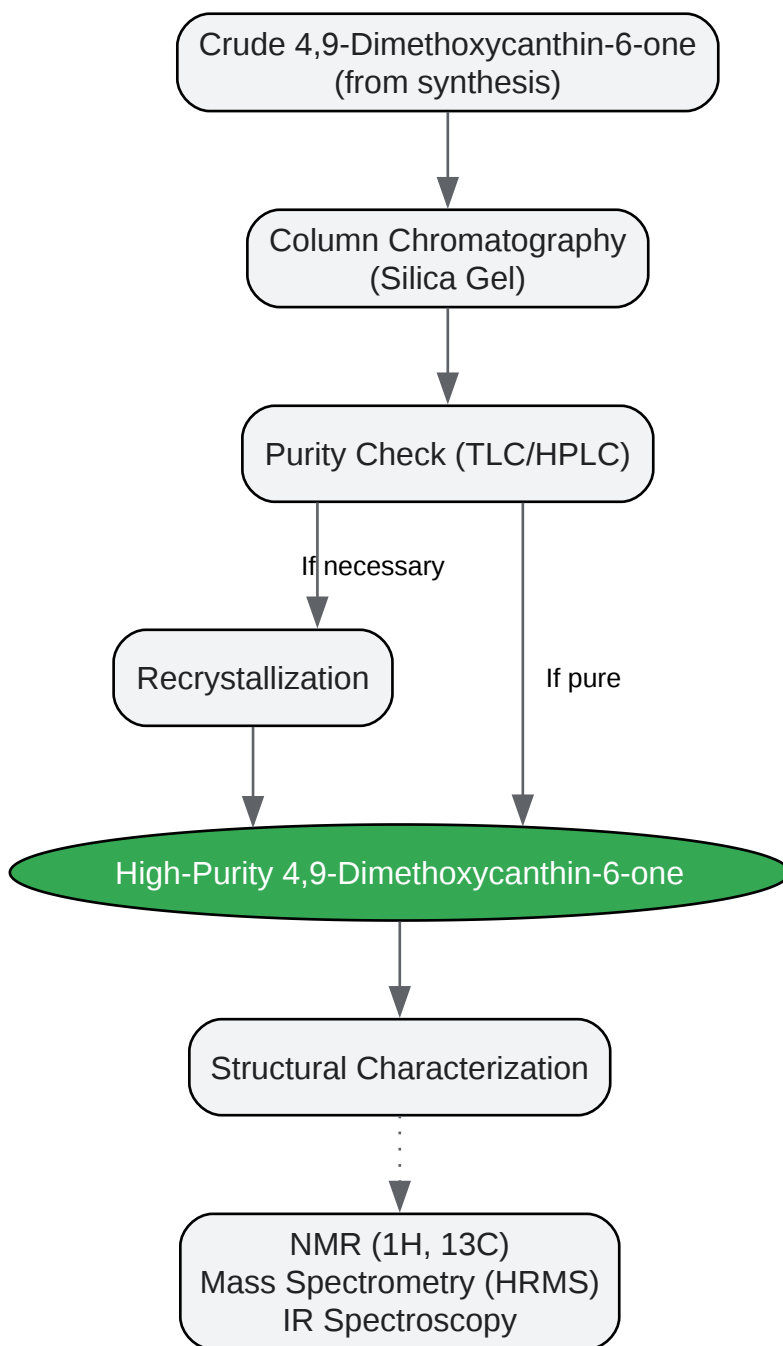 Crude 4,9-Dimethoxycanthin-6-one
(from synthesis)
Column Chromatography
(Silica Gel)
Purity Check (TLC/HPLC)
If necessary
Recrystallization
If pure
High-Purity 4,9-Dimethoxycanthin-6-one
Structural Characterization
NMR (1H, 13C)
Mass Spectrometry (HRMS)
IR Spectroscopy